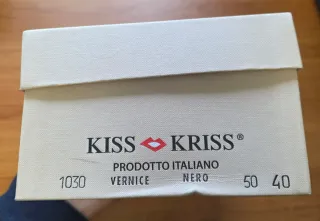 KISS KRISS®
PRODOTTO ITALIANO
1030 VERNICE NERO 50 40